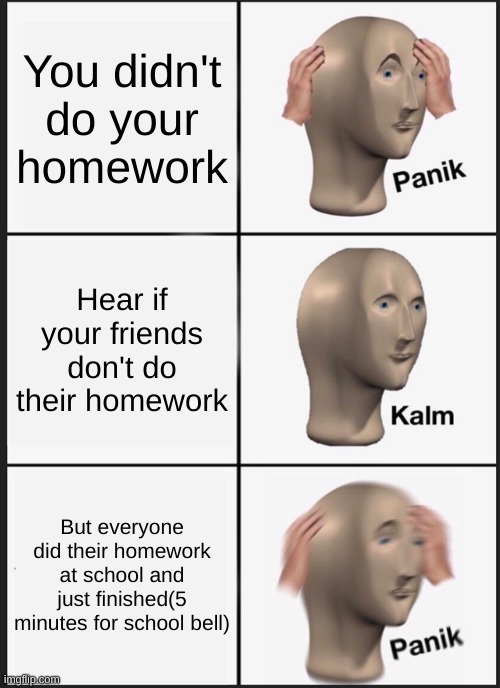 You didn't
do your
homework
Panik
Hear if
your friends
don't do
their homework
Kalm
But everyone
did their homework
at school and
just finished(5
minutes for school bell)
Panik
imgflip.com